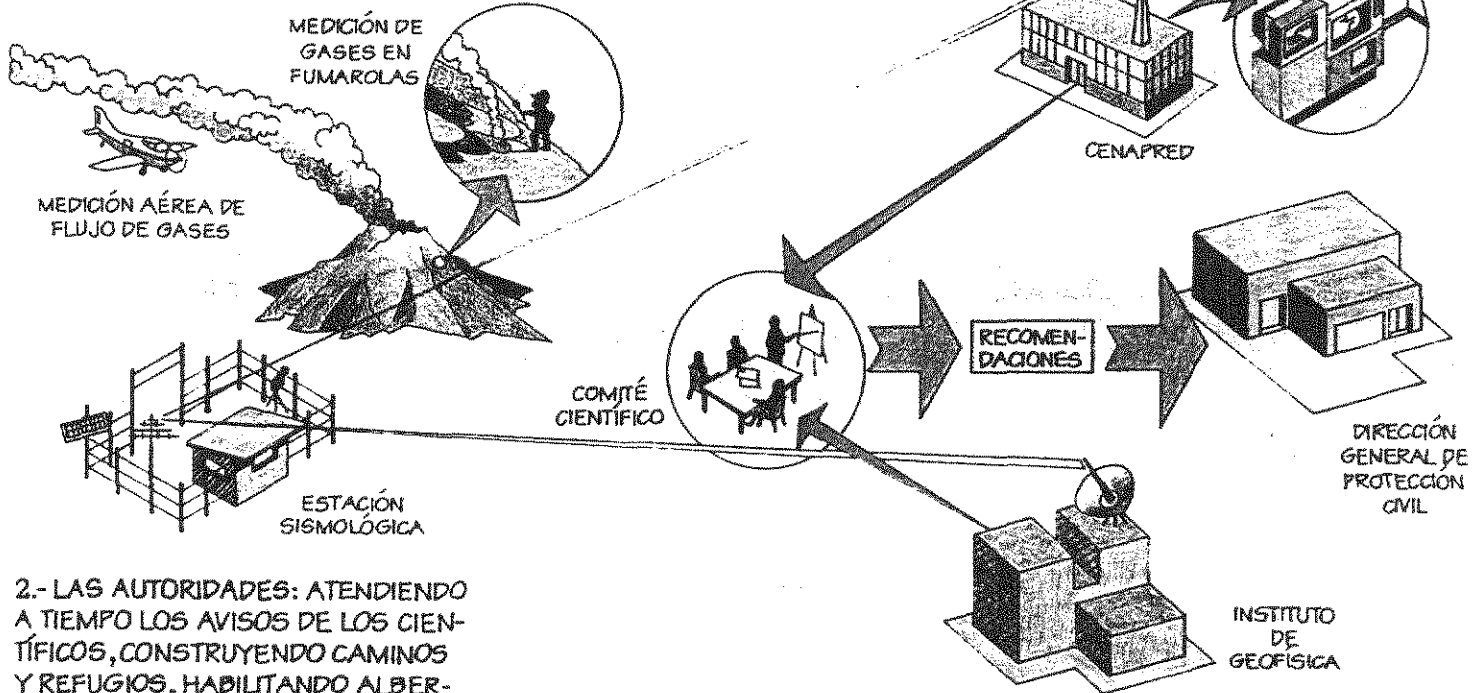 MEDICIÓN DE
GASES EN
FUMAROLAS
MEDICIÓN AÉREA DE
FLUJO DE GASES
CENAPRED
COMITÉ
CIENTÍFICO
RECOMEN-
DACIONES
DIRECCIÓN
GENERAL DE
PROTECCIÓN
CIVIL
ESTACIÓN
SISMOLÓGICA
INSTITUTO
DE
GEOFÍSICA
2.- LAS AUTORIDADES: ATENDIENDO
A TIEMPO LOS AVISOS DE LOS CIEN-
TÍFICOS, CONSTRUYENDO CAMINOS
Y REFUGIOS, HABILITANDO ALBER-